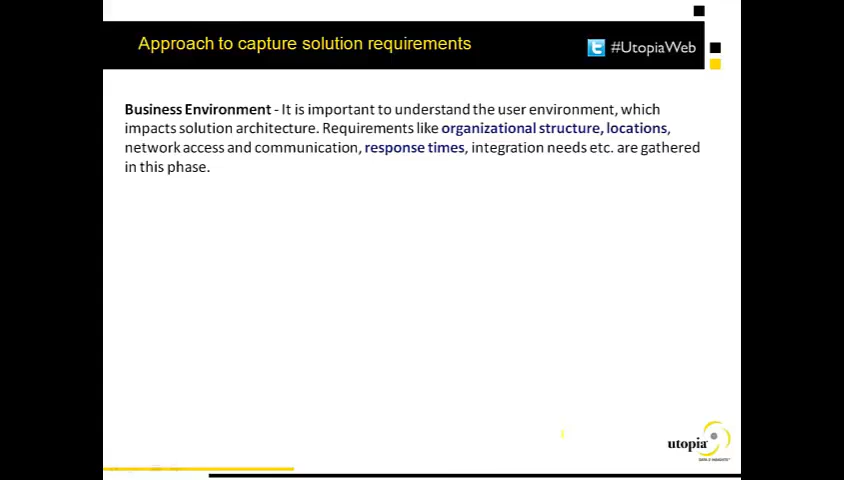 Approach to capture solution requirements
#UtopiaWeb
Business Environment - It is important to understand the user environment, which
impacts solution architecture. Requirements like organizational structure, locations,
network access and communication, response times, integration needs etc. are gathered
in this phase.
utopia